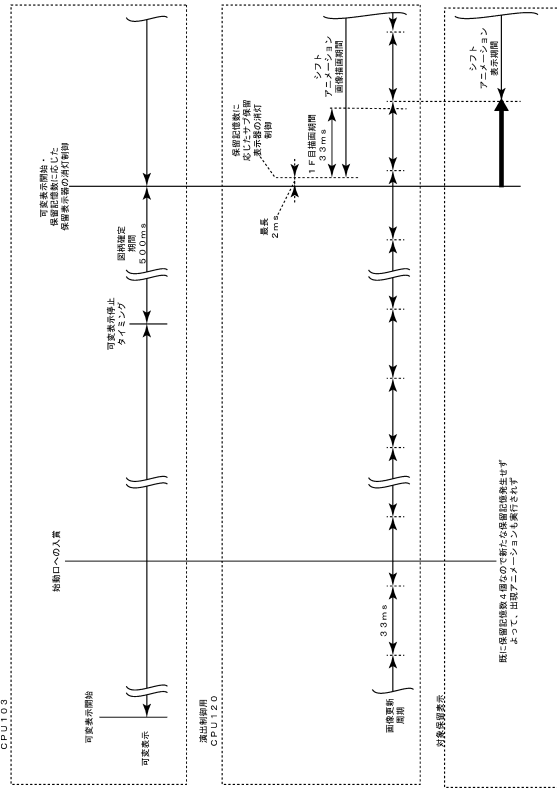 CPU103
可変表示開始
可変表示
始動口への入賞
可変表示停止
タイミング
図柄確定
期間
500ms
可変表示開始・
保留記憶数に応じた
保留表示器の消灯制御
演出制御用
CPU120
画像更新
周期
33ms
最長
2ms
保留記憶数に
応じたサブ保留
表示器の消灯
制御
1F目描画期間
33ms
シフト
アニメーション
画像描画期間
対象保留表示
既に保留記憶数4個なので新たな保留記憶発生せず
よって、出現アニメーションも実行されず
シフト
アニメーション
表示期間